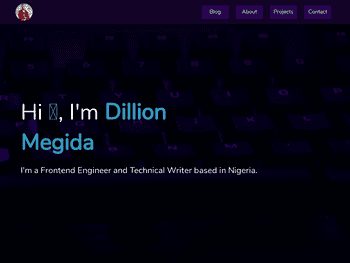 Blog About Projects Contact
Hi , I'm Dillion
Megida
I'm a Frontend Engineer and Technical Writer based in Nigeria.